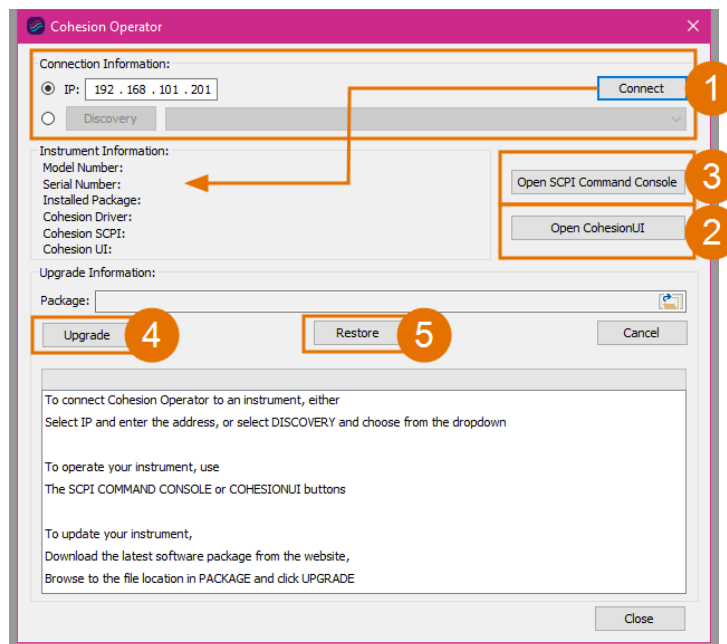 Cohesion Operator
Connection Information:
IP: 192 . 168 . 101 . 201
Connect
1
Discovery
Instrument Information:
Model Number:
Serial Number:
Installed Package:
Cohesion Driver:
Cohesion SCPI:
Cohesion UI:
Open SCPI Command Console
3
Open CohesionUI
2
Upgrade Information:
Package:
Upgrade
4
Restore
5
Cancel
To connect Cohesion Operator to an instrument, either
Select IP and enter the address, or select DISCOVERY and choose from the dropdown
To operate your instrument, use
The SCPI COMMAND CONSOLE or COHESIONUI buttons
To update your instrument,
Download the latest software package from the website,
Browse to the file location in PACKAGE and click UPGRADE
Close